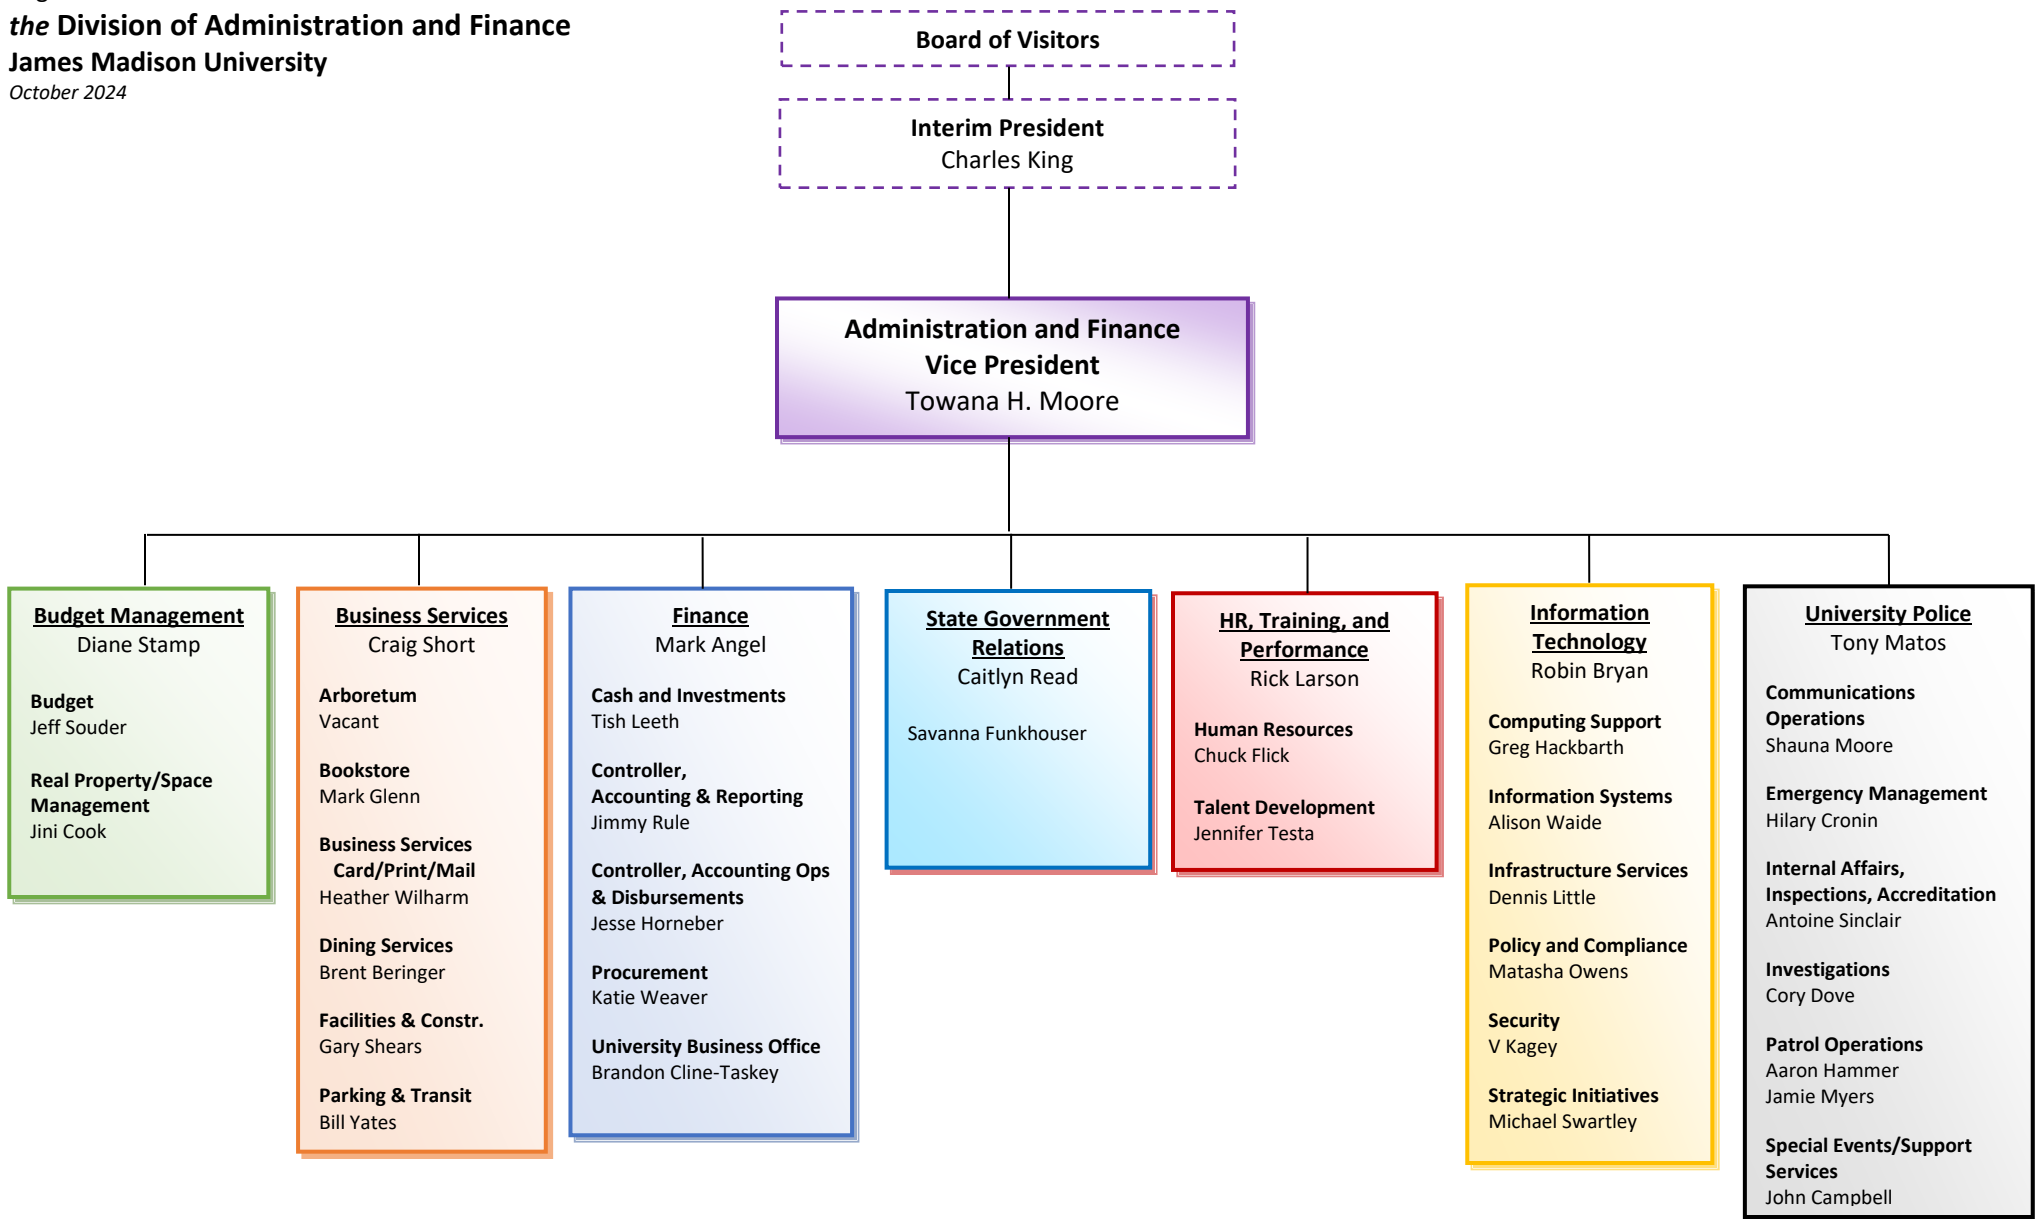 the Division of Administration and Finance
James Madison University
October 2024
Board of Visitors
Interim President
Charles King
Administration and Finance
Vice President
Towana H. Moore
Budget Management
Diane Stamp
Budget
Jeff Souder
Real Property/Space
Management
Jini Cook
Business Services
Craig Short
Arboretum
Vacant
Bookstore
Mark Glenn
Business Services
Card/Print/Mail
Heather Wilharm
Dining Services
Brent Beringer
Facilities & Constr.
Gary Shears
Parking & Transit
Bill Yates
Finance
Mark Angel
Cash and Investments
Tish Leeth
Controller,
Accounting & Reporting
Jimmy Rule
Controller, Accounting Ops
& Disbursements
Jesse Horneber
Procurement
Katie Weaver
University Business Office
Brandon Cline-Taskey
State Government
Relations
Caitlyn Read
Savanna Funkhouser
HR, Training, and
Performance
Rick Larson
Human Resources
Chuck Flick
Talent Development
Jennifer Testa
Information
Technology
Robin Bryan
Computing Support
Greg Hackbarth
Information Systems
Alison Waide
Infrastructure Services
Dennis Little
Policy and Compliance
Matasha Owens
Security
V Kagey
Strategic Initiatives
Michael Swartley
University Police
Tony Matos
Communications
Operations
Shauna Moore
Emergency Management
Hilary Cronin
Internal Affairs,
Inspections, Accreditation
Antoine Sinclair
Investigations
Cory Dove
Patrol Operations
Aaron Hammer
Jamie Myers
Special Events/Support
Services
John Campbell